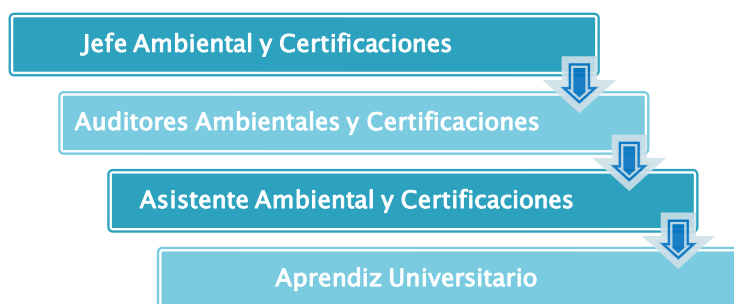 Jefe Ambiental y Certificaciones
Auditores Ambientales y Certificaciones
Asistente Ambiental y Certificaciones
Aprendiz Universitario